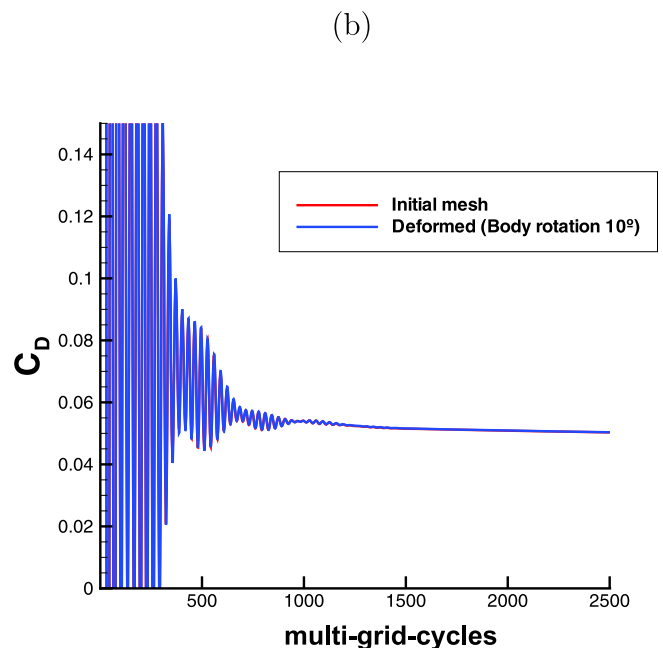 (b)
0.14
0.12
0.1
0.08
0.06
0.04
0.02
0
C_D
Initial mesh
Deformed (Body rotation 10º)
500
1000
1500
2000
2500
multi-grid-cycles